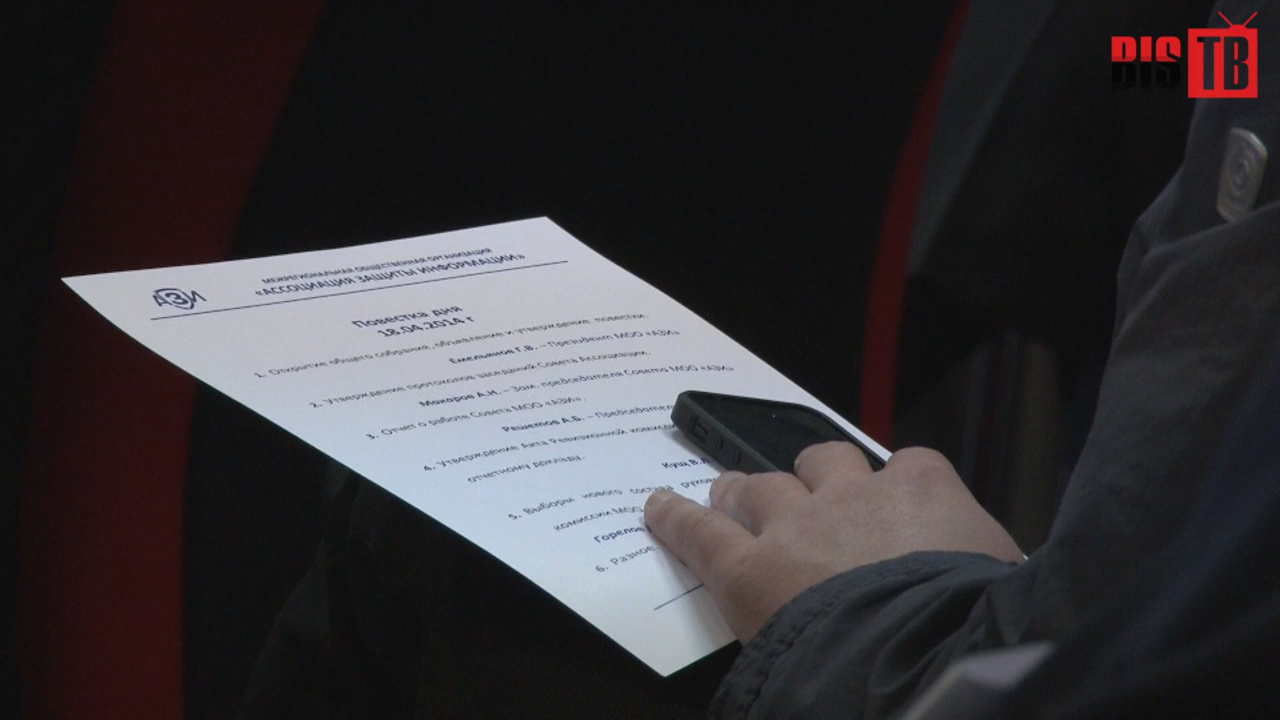 BIS TB
АЗИ
МЕЖРЕГИОНАЛЬНАЯ ОБЩЕСТВЕННАЯ ОРГАНИЗАЦИЯ
«АССОЦИАЦИЯ ЗАЩИТЫ ИНФОРМАЦИИ»
Повестка дня
18.04.2014 г
1. Открытие общего собрания, объявление и утверждение повестки.
Емельянов Г.В. – Президент МОО «АЗИ»
2. Утверждение протоколов заседаний Совета Ассоциации.
Макаров А.Н. – Зам. председателя Совета МОО «АЗИ»
3. Отчет о работе Совета МОО «АЗИ».
Решетов А.Б. – Председатель
4. Утверждение Акта Ревизионной комиссии
отчетному докладу.
Кущ В.Д
5. Выборы нового состава руков
комиссии МОО
Горелов
6. Разное